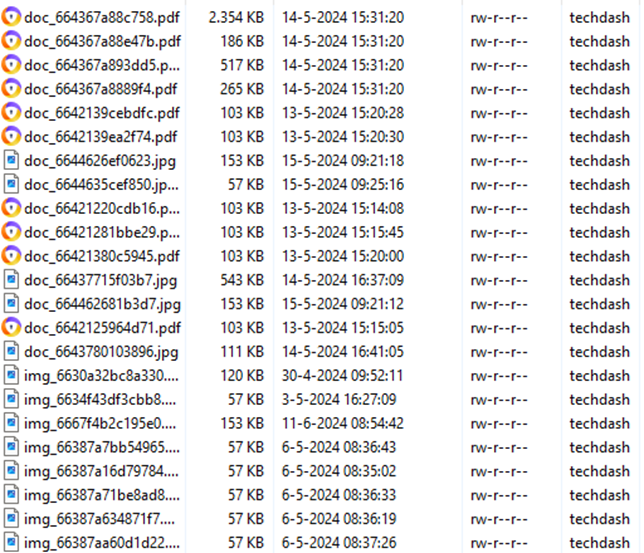 doc_664367a88c758.pdf 2.354 KB 14-5-2024 15:31:20 rw-r--r-- techdash
doc_664367a88e47b.pdf 186 KB 14-5-2024 15:31:20 rw-r--r-- techdash
doc_664367a893dd5.p... 517 KB 14-5-2024 15:31:20 rw-r--r-- techdash
doc_664367a8889f4.pdf 265 KB 14-5-2024 15:31:20 rw-r--r-- techdash
doc_6642139cebdfc.pdf 103 KB 13-5-2024 15:20:28 rw-r--r-- techdash
doc_6642139ea2f74.pdf 103 KB 13-5-2024 15:20:30 rw-r--r-- techdash
doc_6644626ef0623.jpg 153 KB 15-5-2024 09:21:18 rw-r--r-- techdash
doc_6644635cef850.jp... 57 KB 15-5-2024 09:25:16 rw-r--r-- techdash
doc_66421220cdb16.p... 103 KB 13-5-2024 15:14:08 rw-r--r-- techdash
doc_66421281bbe29.p... 103 KB 13-5-2024 15:15:45 rw-r--r-- techdash
doc_66421380c5945.pdf 103 KB 13-5-2024 15:20:00 rw-r--r-- techdash
doc_66437715f03b7.jpg 543 KB 14-5-2024 16:37:09 rw-r--r-- techdash
doc_664462681b3d7.jpg 153 KB 15-5-2024 09:21:12 rw-r--r-- techdash
doc_6642125964d71.pdf 103 KB 13-5-2024 15:15:05 rw-r--r-- techdash
doc_6643780103896.jpg 111 KB 14-5-2024 16:41:05 rw-r--r-- techdash
img_6630a32bc8a330.... 120 KB 30-4-2024 09:52:11 rw-r--r-- techdash
img_6634f43df3cbb8.... 57 KB 3-5-2024 16:27:09 rw-r--r-- techdash
img_6667f4b2c195e0.... 153 KB 11-6-2024 08:54:42 rw-r--r-- techdash
img_66387a7bb54965.... 57 KB 6-5-2024 08:36:43 rw-r--r-- techdash
img_66387a16d79784.... 57 KB 6-5-2024 08:35:02 rw-r--r-- techdash
img_66387a71be8ad8.... 57 KB 6-5-2024 08:36:33 rw-r--r-- techdash
img_66387a634871f7.... 57 KB 6-5-2024 08:36:19 rw-r--r-- techdash
img_66387aa60d1d22.... 57 KB 6-5-2024 08:37:26 rw-r--r-- techdash